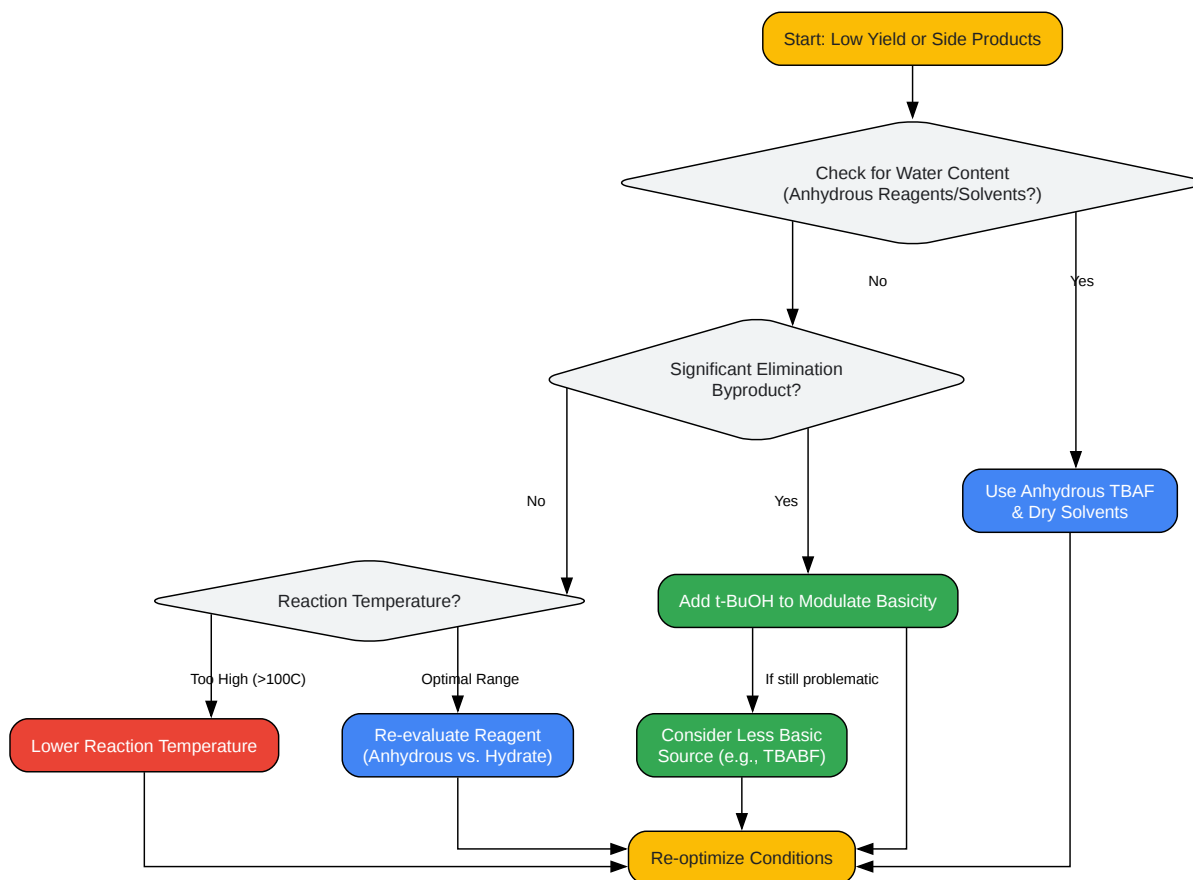 Start: Low Yield or Side Products
Check for Water Content
(Anhydrous Reagents/Solvents?)
No
Yes
Significant Elimination
Byproduct?
No
Yes
Use Anhydrous TBAF
& Dry Solvents
Reaction Temperature?
Add t-BuOH to Modulate Basicity
Too High (>100C)
Optimal Range
If still problematic
Lower Reaction Temperature
Re-evaluate Reagent
(Anhydrous vs. Hydrate)
Consider Less Basic
Source (e.g., TBABF)
Re-optimize Conditions